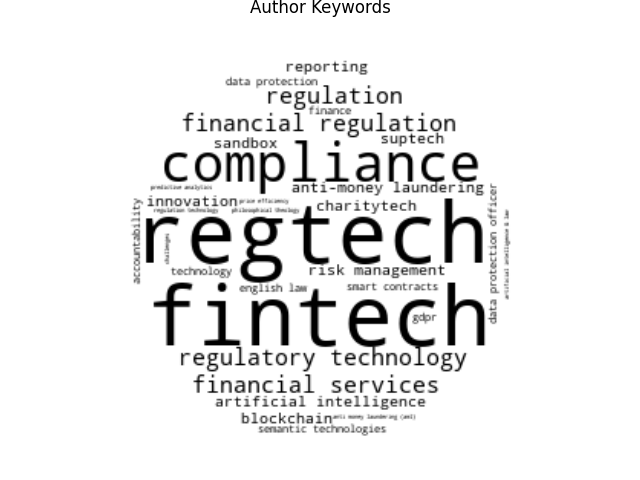 Author Keywords
reporting
data protection
regulation
finance
financial regulation
sandbox
suptech
compliance
predictive analytics
anti-money laundering
innovation
price efficiency
charitytech
regulation technology
philosophical theology
accountability
regtech
challenges
data protection officer
artificial intelligence & law
technology
risk management
english law
smart contracts
fintech
gdpr
regulatory technology
financial services
artificial intelligence
blockchain
anti money laundering (aml)
semantic technologies